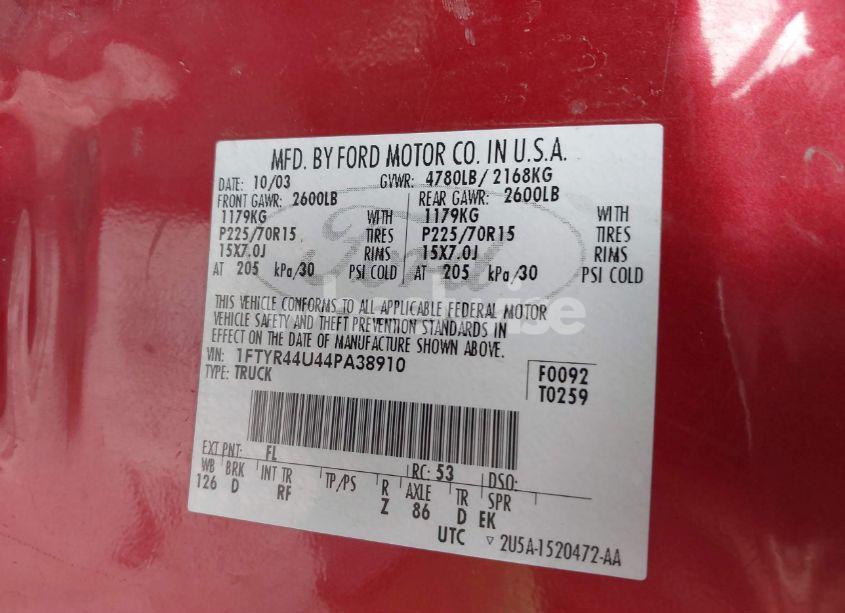 MFD. BY FORD MOTOR CO. IN U.S.A.
DATE: 10/03 GVWR: 4780LB/ 2168KG
FRONT GAWR: 2600LB REAR GAWR: 2600LB
1179KG WITH 1179KG WITH
P225/70R15 TIRES P225/70R15 TIRES
15X7.0J RIMS 15X7.0J RIMS
AT 205 kPa/30 PSI COLD AT 205 kPa/30 PSI COLD
THIS VEHICLE CONFORMS TO ALL APPLICABLE FEDERAL MOTOR
VEHICLE SAFETY AND THEFT PREVENTION STANDARDS IN
EFFECT ON THE DATE OF MANUFACTURE SHOWN ABOVE.
VIN: 1FTYR44U44PA38910
TYPE: TRUCK
F0092
T0259
EXT PNT: FL RC: 53 DSO:
WB BRK INT TR TP/PS R AXLE TR SPR
126 D RF Z 86 D EK
UTC ▽ 2U5A-1520472-AA
Ford